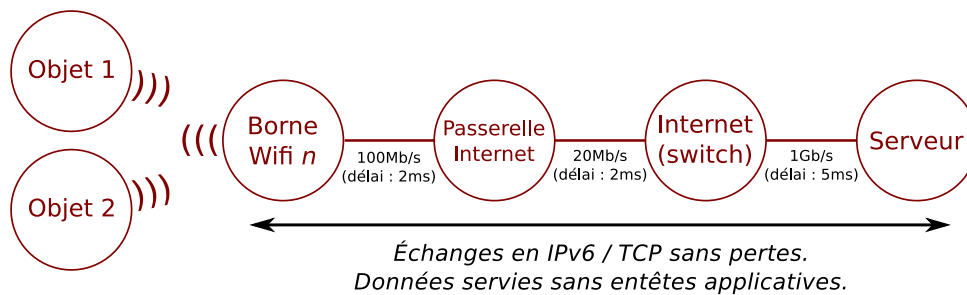 Objet 1
Objet 2
Borne
Wifi n
100Mb/s
(délai : 2ms)
Passerelle
Internet
20Mb/s
(délai : 2ms)
Internet
(switch)
1Gb/s
(délai : 5ms)
Serveur
Échanges en IPv6 / TCP sans pertes.
Données servies sans entêtes applicatives.